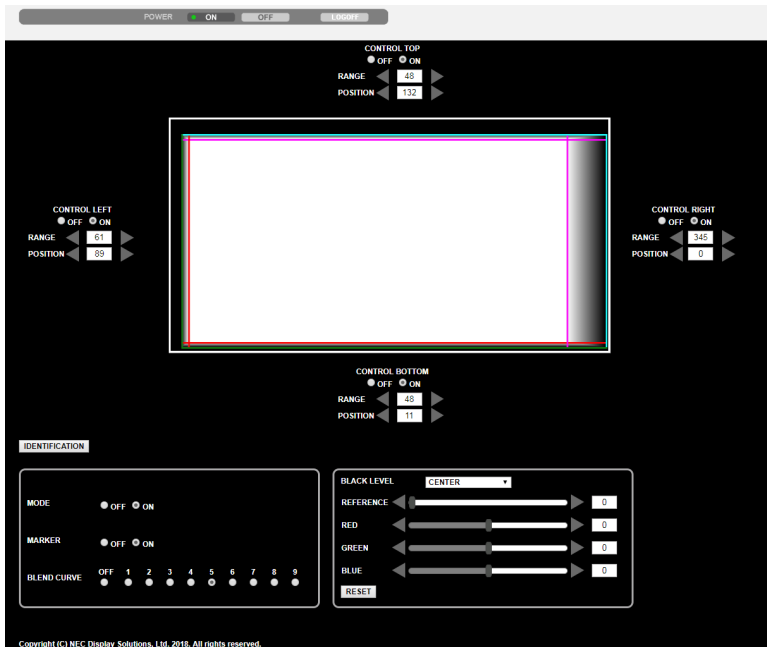 POWER ON OFF LOGOFF
CONTROL TOP
OFF ON
RANGE 48
POSITION 132
CONTROL LEFT
OFF ON
RANGE 61
POSITION 89
CONTROL RIGHT
OFF ON
RANGE 345
POSITION 0
CONTROL BOTTOM
OFF ON
RANGE 48
POSITION 11
IDENTIFICATION
MODE OFF ON
MARKER OFF ON
OFF 1 2 3 4 5 6 7 8 9
BLEND CURVE
BLACK LEVEL CENTER
REFERENCE 0
RED 0
GREEN 0
BLUE 0
RESET
Copyright (C) NEC Display Solutions, Ltd. 2018. All rights reserved.